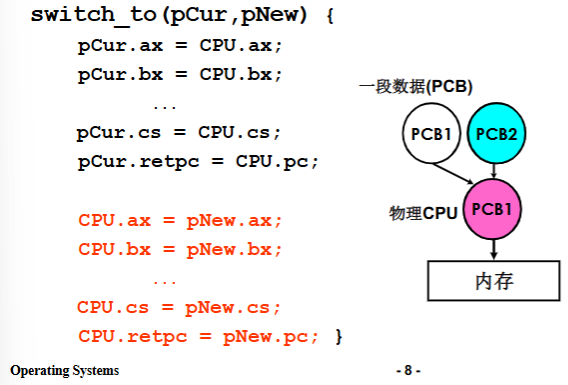 switch_to(pCur,pNew) {
pCur.ax = CPU.ax;
pCur.bx = CPU.bx;
...
pCur.cs = CPU.cs;
pCur.retpc = CPU.pc;
CPU.ax = pNew.ax;
CPU.bx = pNew.bx;
...
CPU.cs = pNew.cs;
CPU.retpc = pNew.pc; }
一段数据(PCB)
PCB1 PCB2
物理CPU PCB1
内存
Operating Systems - 8 -